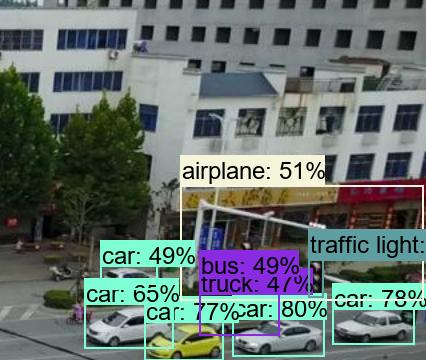 airplane: 51%
traffic light:
car: 49%
bus: 49%
truck: 47%
car: 65%
car: 77%
car: 80%
car: 78%